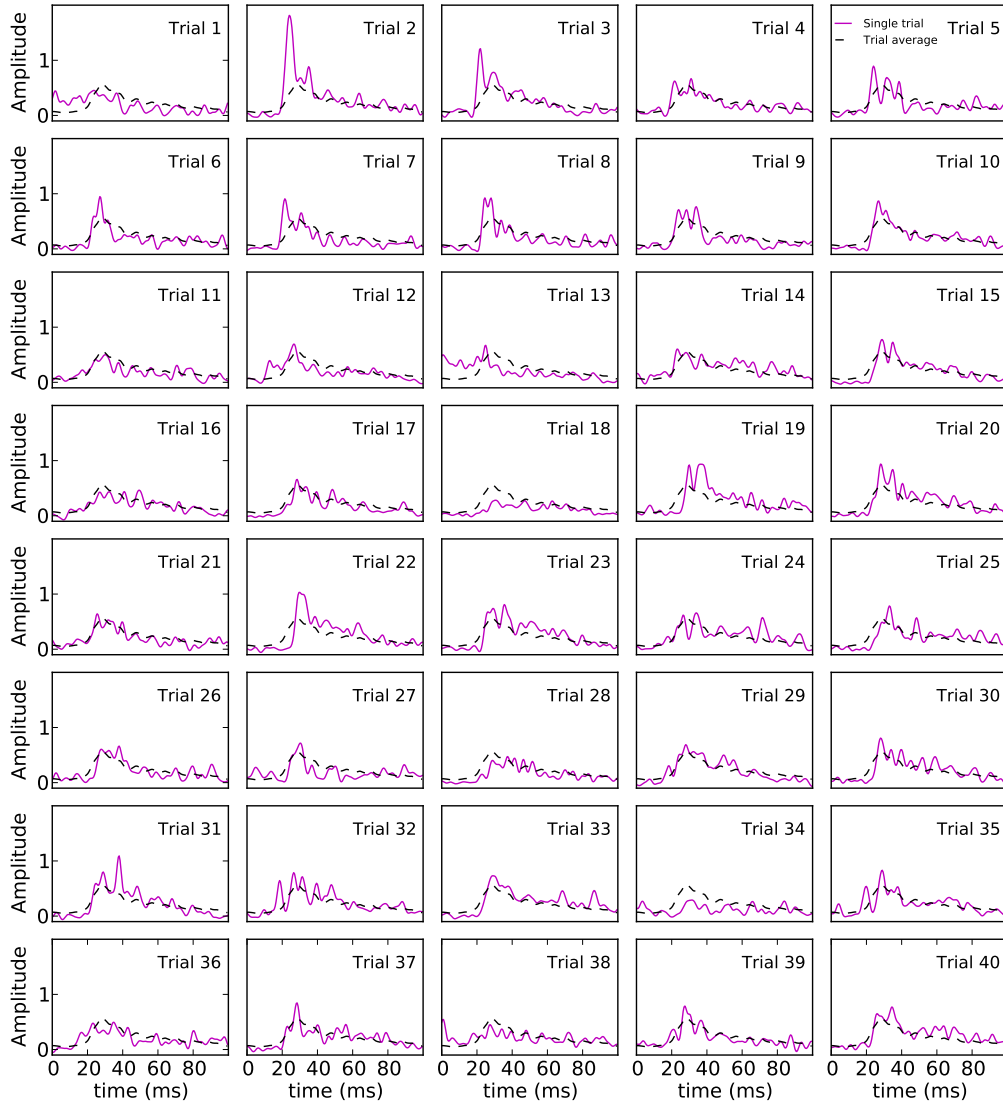 Amplitude
1
0
Trial 1
Trial 2
Trial 3
Trial 4
Single trial
Trial average
Trial 5
Amplitude
1
0
Trial 6
Trial 7
Trial 8
Trial 9
Trial 10
Amplitude
1
0
Trial 11
Trial 12
Trial 13
Trial 14
Trial 15
Amplitude
1
0
Trial 16
Trial 17
Trial 18
Trial 19
Trial 20
Amplitude
1
0
Trial 21
Trial 22
Trial 23
Trial 24
Trial 25
Amplitude
1
0
Trial 26
Trial 27
Trial 28
Trial 29
Trial 30
Amplitude
1
0
Trial 31
Trial 32
Trial 33
Trial 34
Trial 35
Amplitude
1
0
Trial 36
Trial 37
Trial 38
Trial 39
Trial 40
0 20 40 60 80
0 20 40 60 80
0 20 40 60 80
0 20 40 60 80
0 20 40 60 80
time (ms)
time (ms)
time (ms)
time (ms)
time (ms)